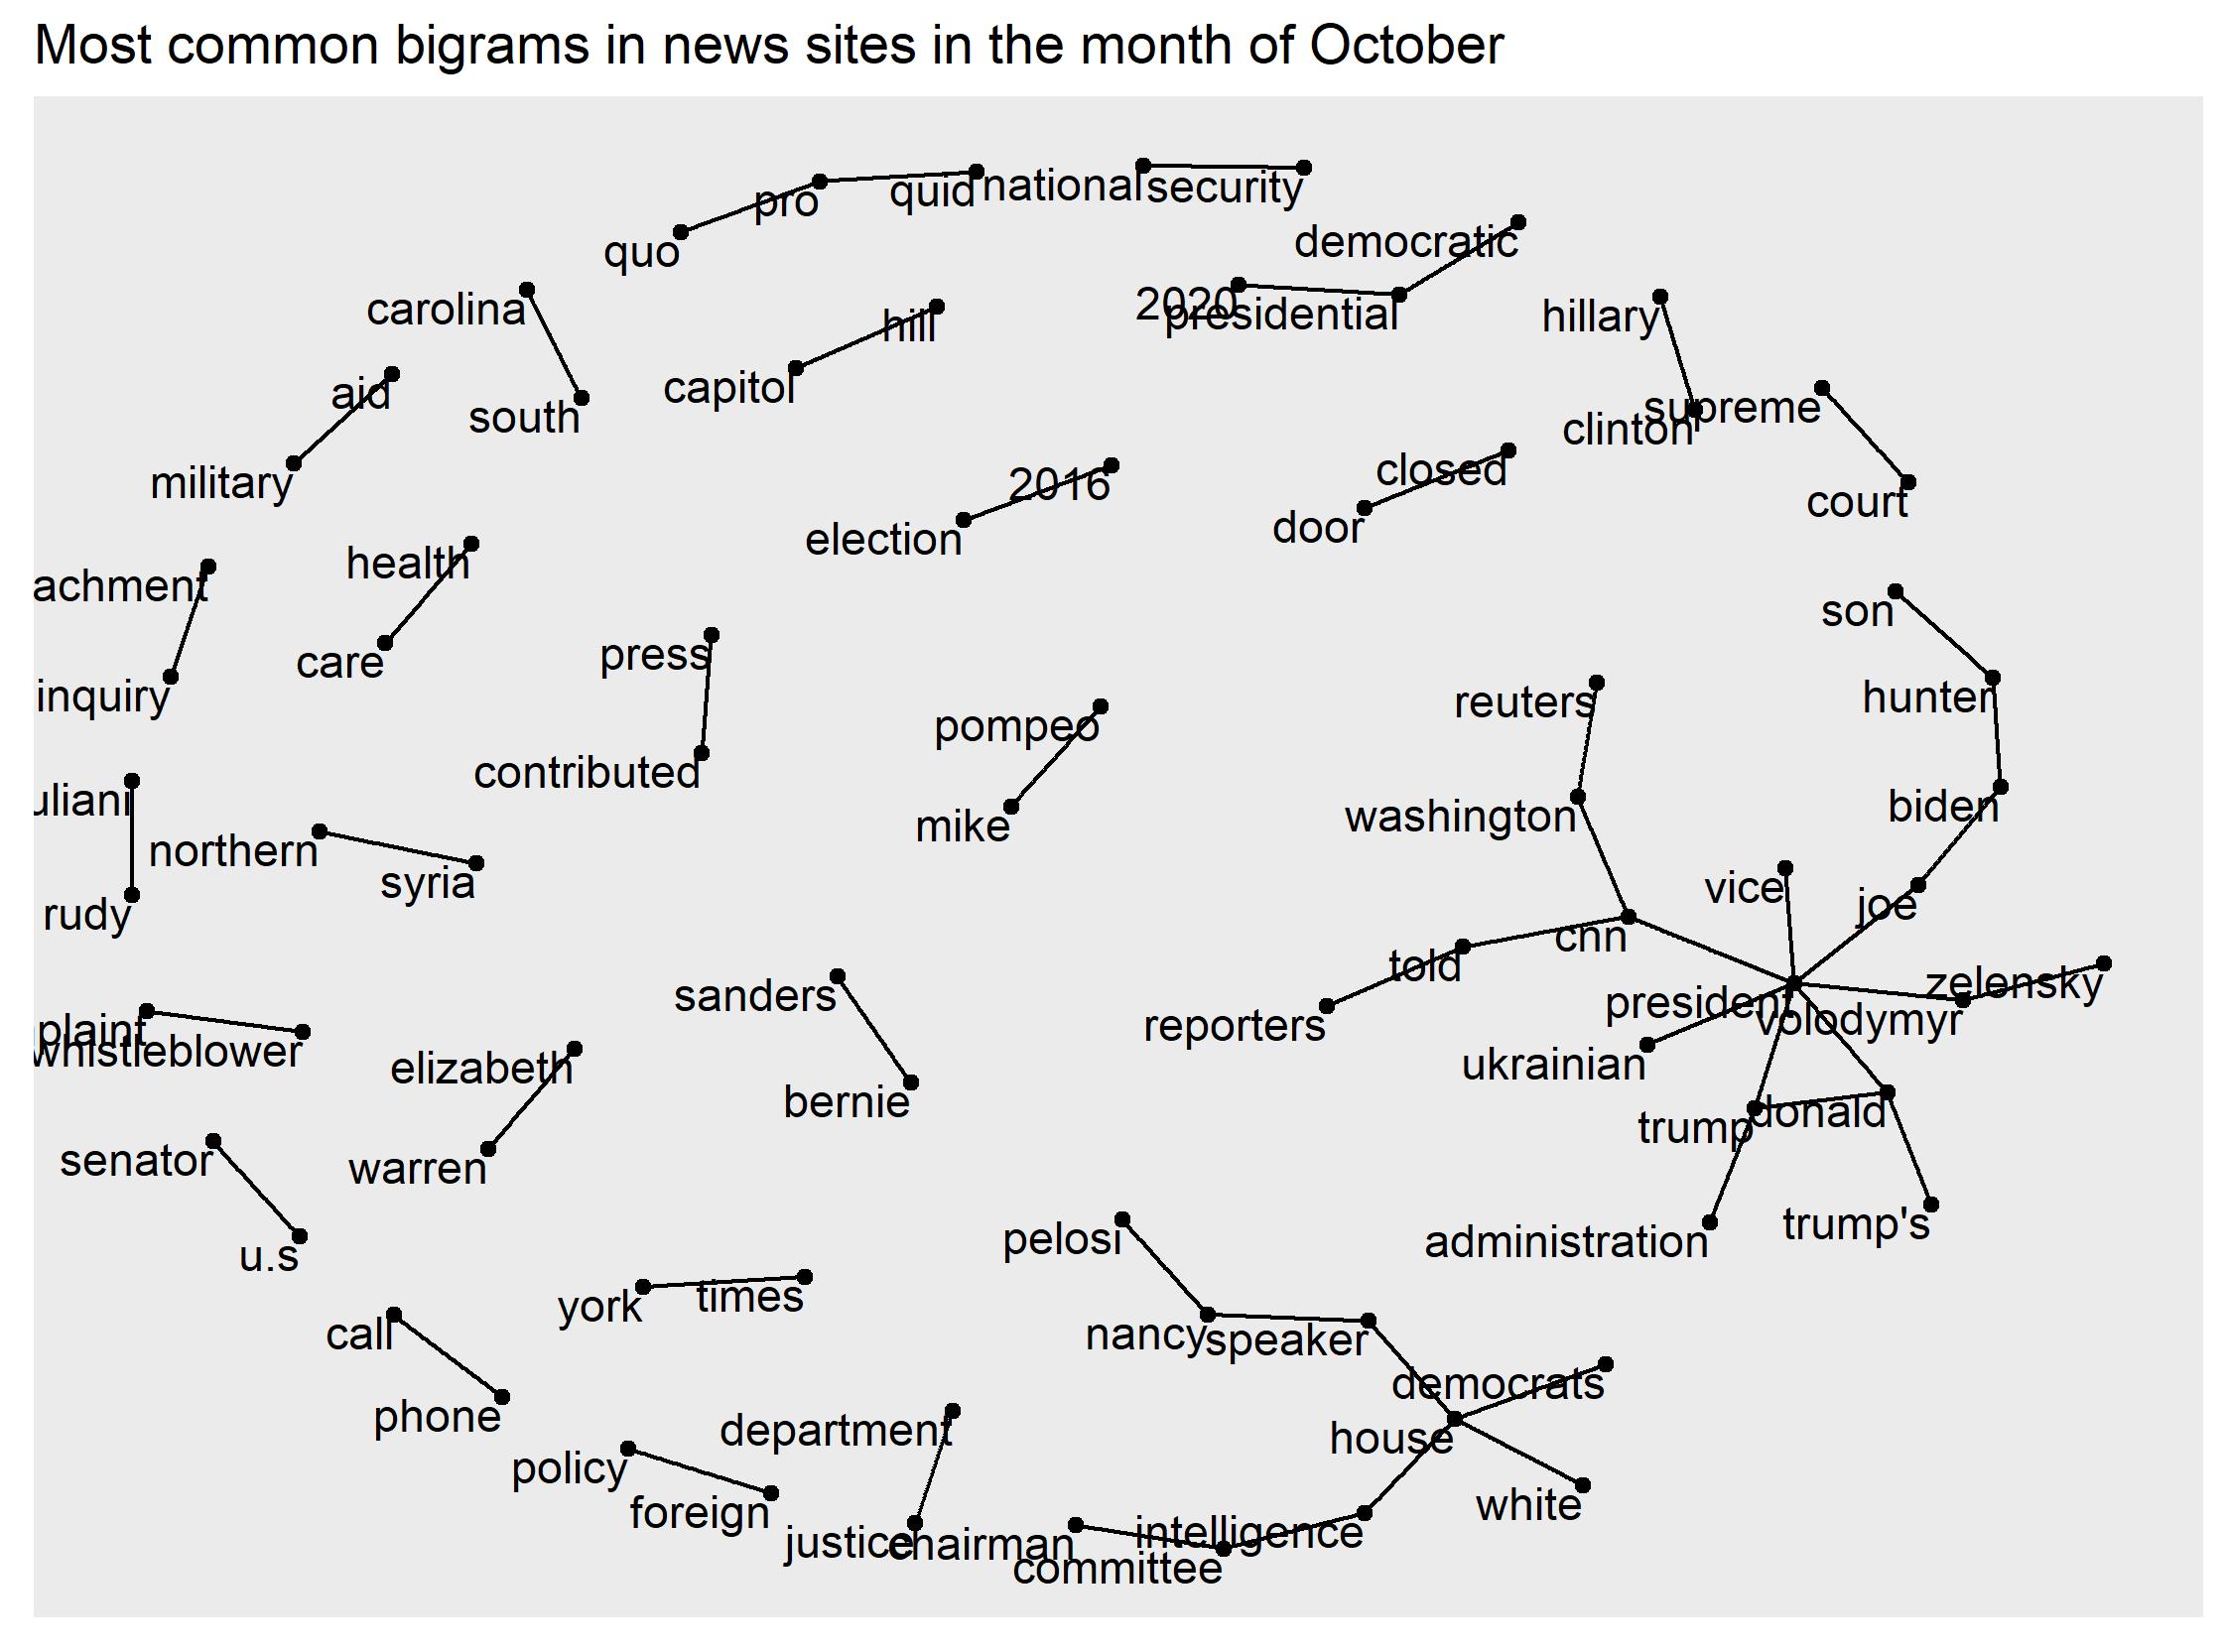 Most common bigrams in news sites in the month of October
quid
national
security
pro
quo
democratic
carolina
hill
2020
presidential
hillary
aid
capitol
south
supreme
clinton
military
2016
closed
court
election
door
health
achment
son
care
press
inquiry
reuters
hunter
pompeo
contributed
uliani
biden
washington
mike
northern
syria
vice
joe
rudy
cnn
told
zelensky
sanders
president
volodymyr
reporters
plaint
whistleblower
elizabeth
ukrainian
bernie
donald
trump
senator
warren
trump's
pelosi
administration
u.s
times
york
call
nancy
speaker
democrats
phone
department
house
policy
white
foreign
intelligence
justice
chairman
committee